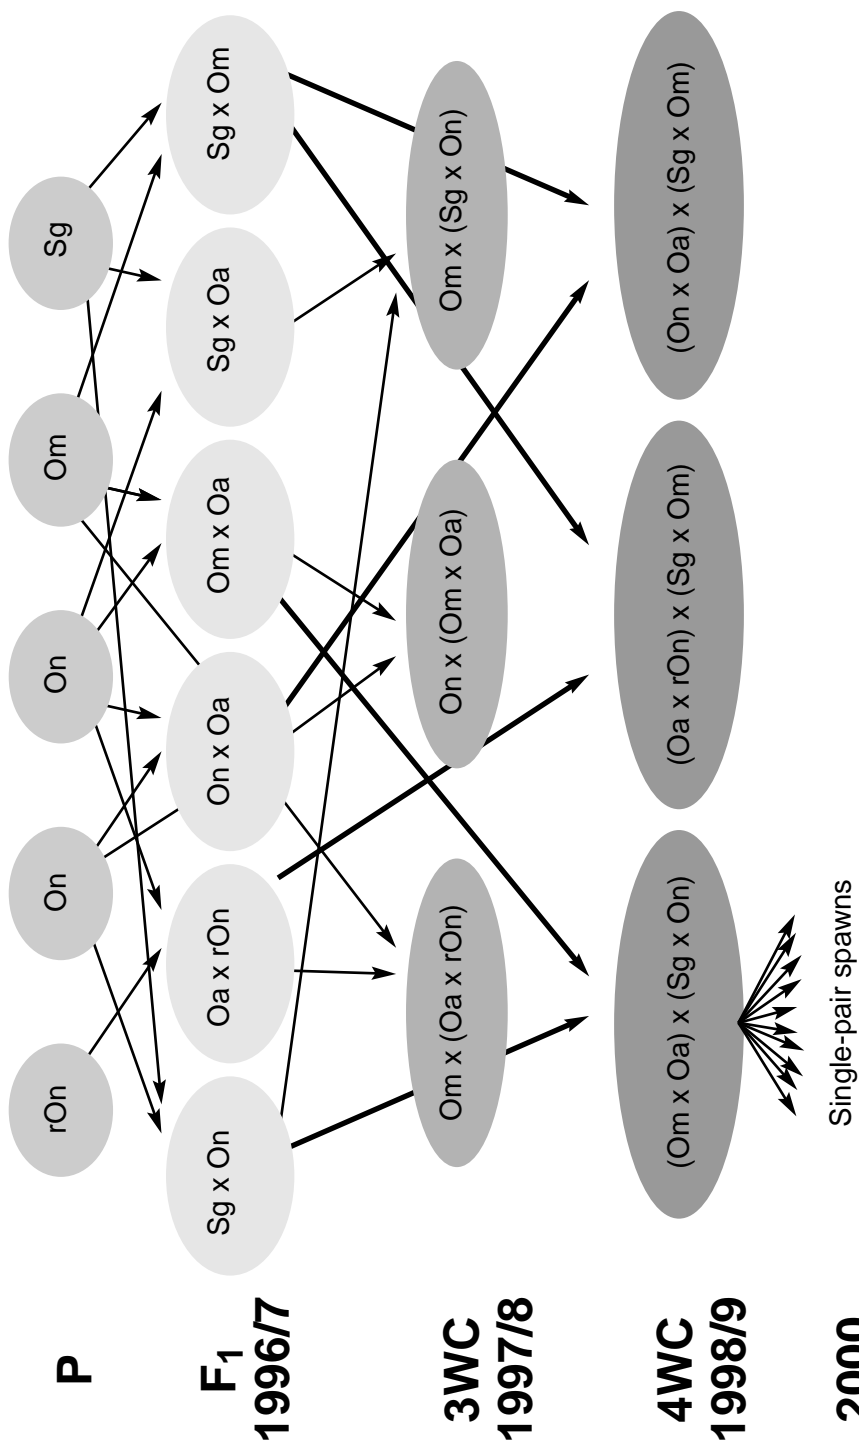 P
rOn
On
On
Om
Sg
F1
1996/7
Sg x On
Oa x rOn
On x Oa
Om x Oa
Sg x Oa
Sg x Om
3WC
1997/8
Om x (Oa x rOn)
On x (Om x Oa)
Om x (Sg x On)
4WC
1998/9
(Om x Oa) x (Sg x On)
(Oa x rOn) x (Sg x Om)
(On x Oa) x (Sg x Om)
2000
Single-pair spawns